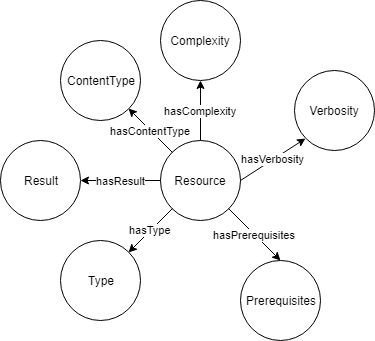 Complexity
ContentType
hasComplexity
Verbosity
hasContentType
hasVerbosity
Result
hasResult
Resource
hasType
hasPrerequisites
Type
Prerequisites